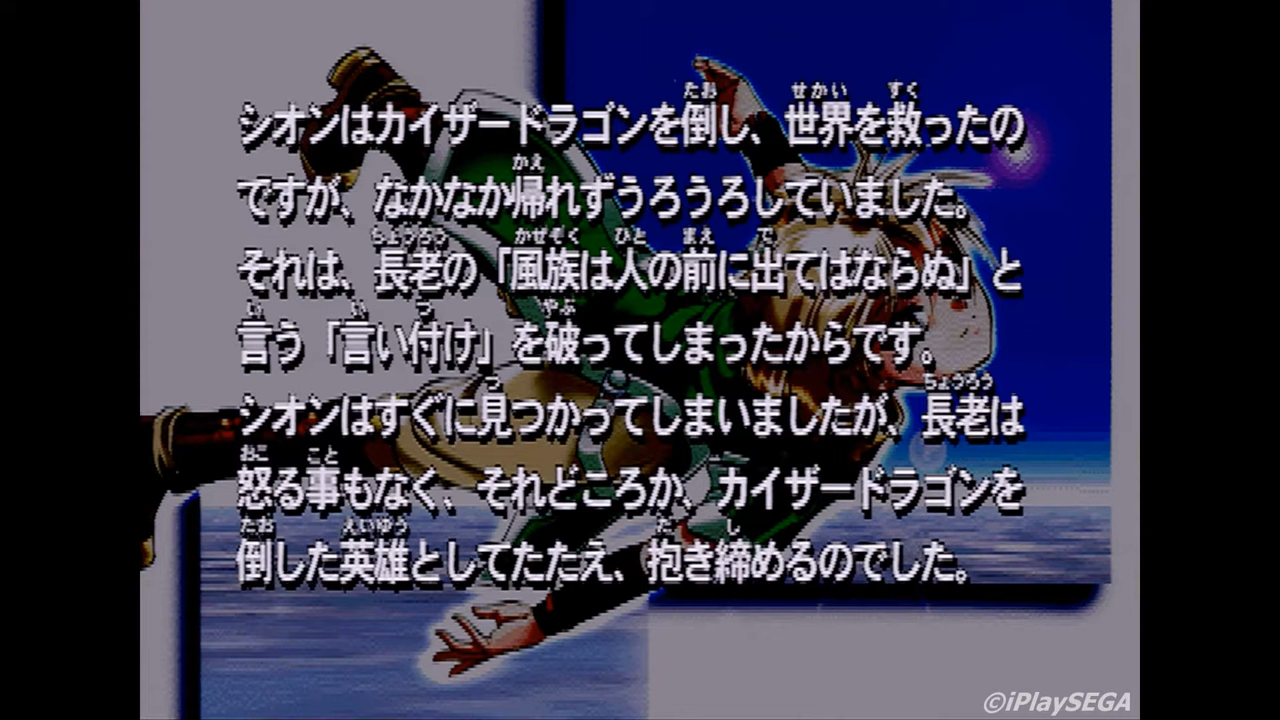 シオンはカイザードラゴンを倒し、世界を救ったの
ですが、なかなか帰れずうろうろしていました。
それは、長老の「風族は人の前に出てはならぬ」と
言う「言い付け」を破ってしまったからです。
シオンはすぐに見つかってしまいましたが、長老は
怒る事もなく、それどころか、カイザードラゴンを
倒した英雄としてたたえ、抱き締めるのでした。
©iPlaySEGA